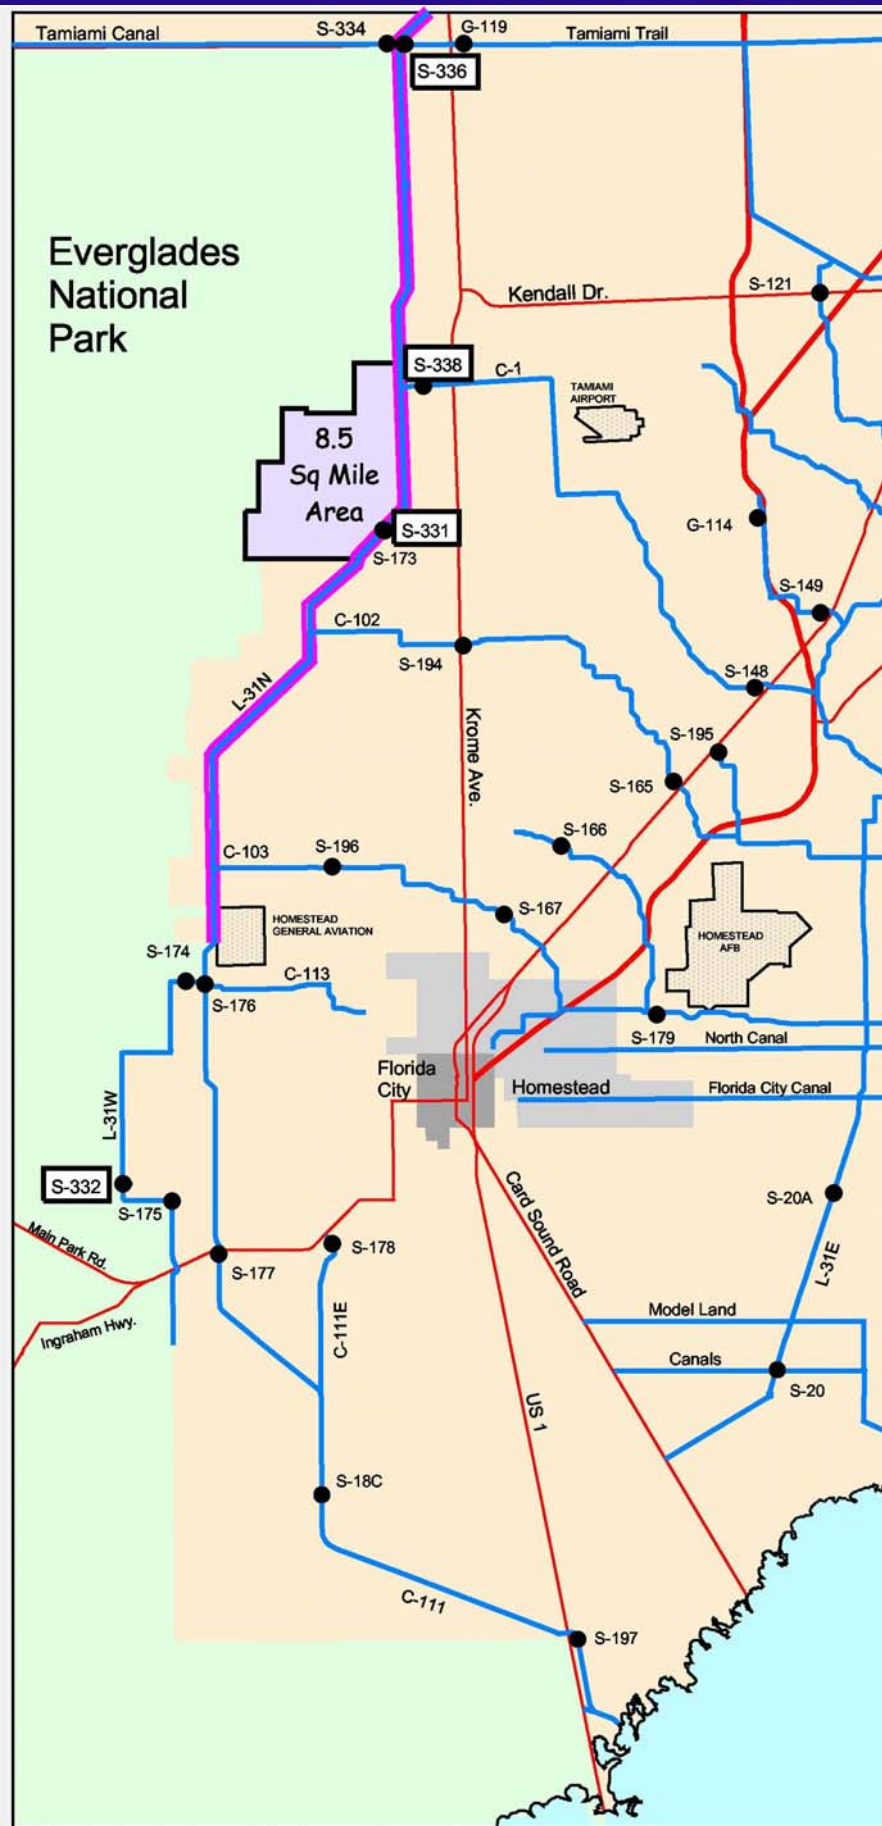 Tamiami Canal
S-334
G-119
Tamiami Trail
S-336
Everglades
National
Park
Kendall Dr.
S-121
S-338
C-1
TAMIAMI
AIRPORT
8.5
Sq Mile
Area
S-331
S-173
G-114
S-149
C-102
S-194
S-148
L-31N
Krome Ave.
S-195
S-165
S-166
C-103
S-196
S-167
HOMESTEAD
GENERAL AVIATION
HOMESTEAD
AFB
S-174
C-113
S-176
S-179
North Canal
Florida
City
Homestead
Florida City Canal
L-31W
S-332
S-175
Card Sound Road
S-20A
Main Park Rd.
S-178
S-177
L-31E
Ingraham Hwy.
C-111E
Model Land
Canals
S-20
US 1
S-18C
C-111
S-197